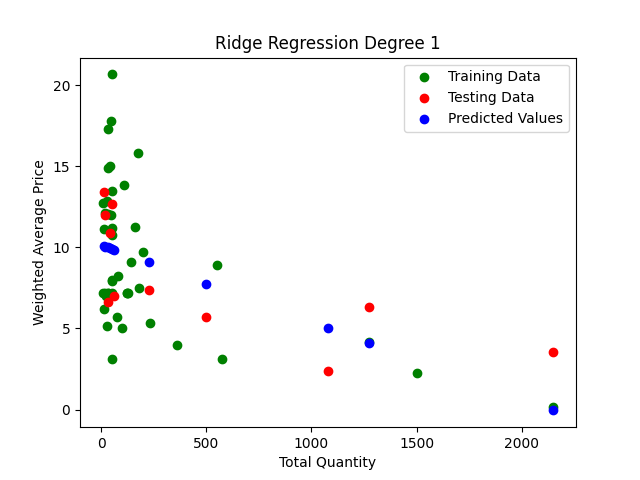 Ridge Regression Degree 1
Training Data
Testing Data
Predicted Values
20
15
10
5
0
Weighted Average Price
0 500 1000 1500 2000
Total Quantity